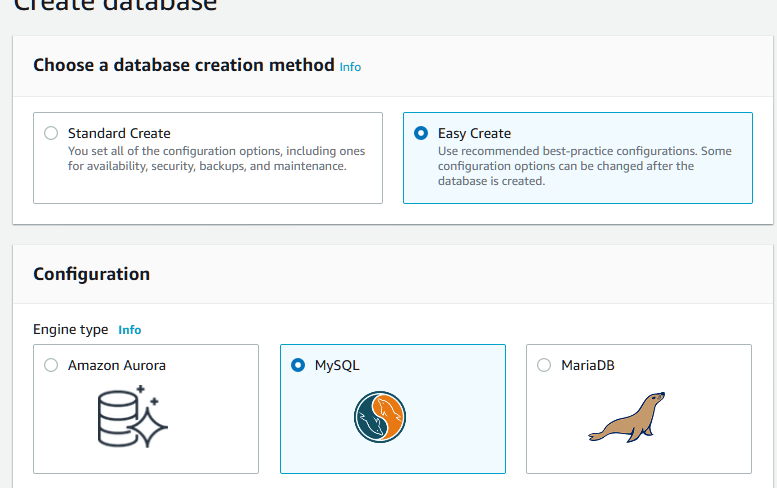 Create database
Choose a database creation method Info
Standard Create
You set all of the configuration options, including ones
for availability, security, backups, and maintenance.
Easy Create
Use recommended best-practice configurations. Some
configuration options can be changed after the
database is created.
Configuration
Engine type Info
Amazon Aurora
MySQL
MariaDB